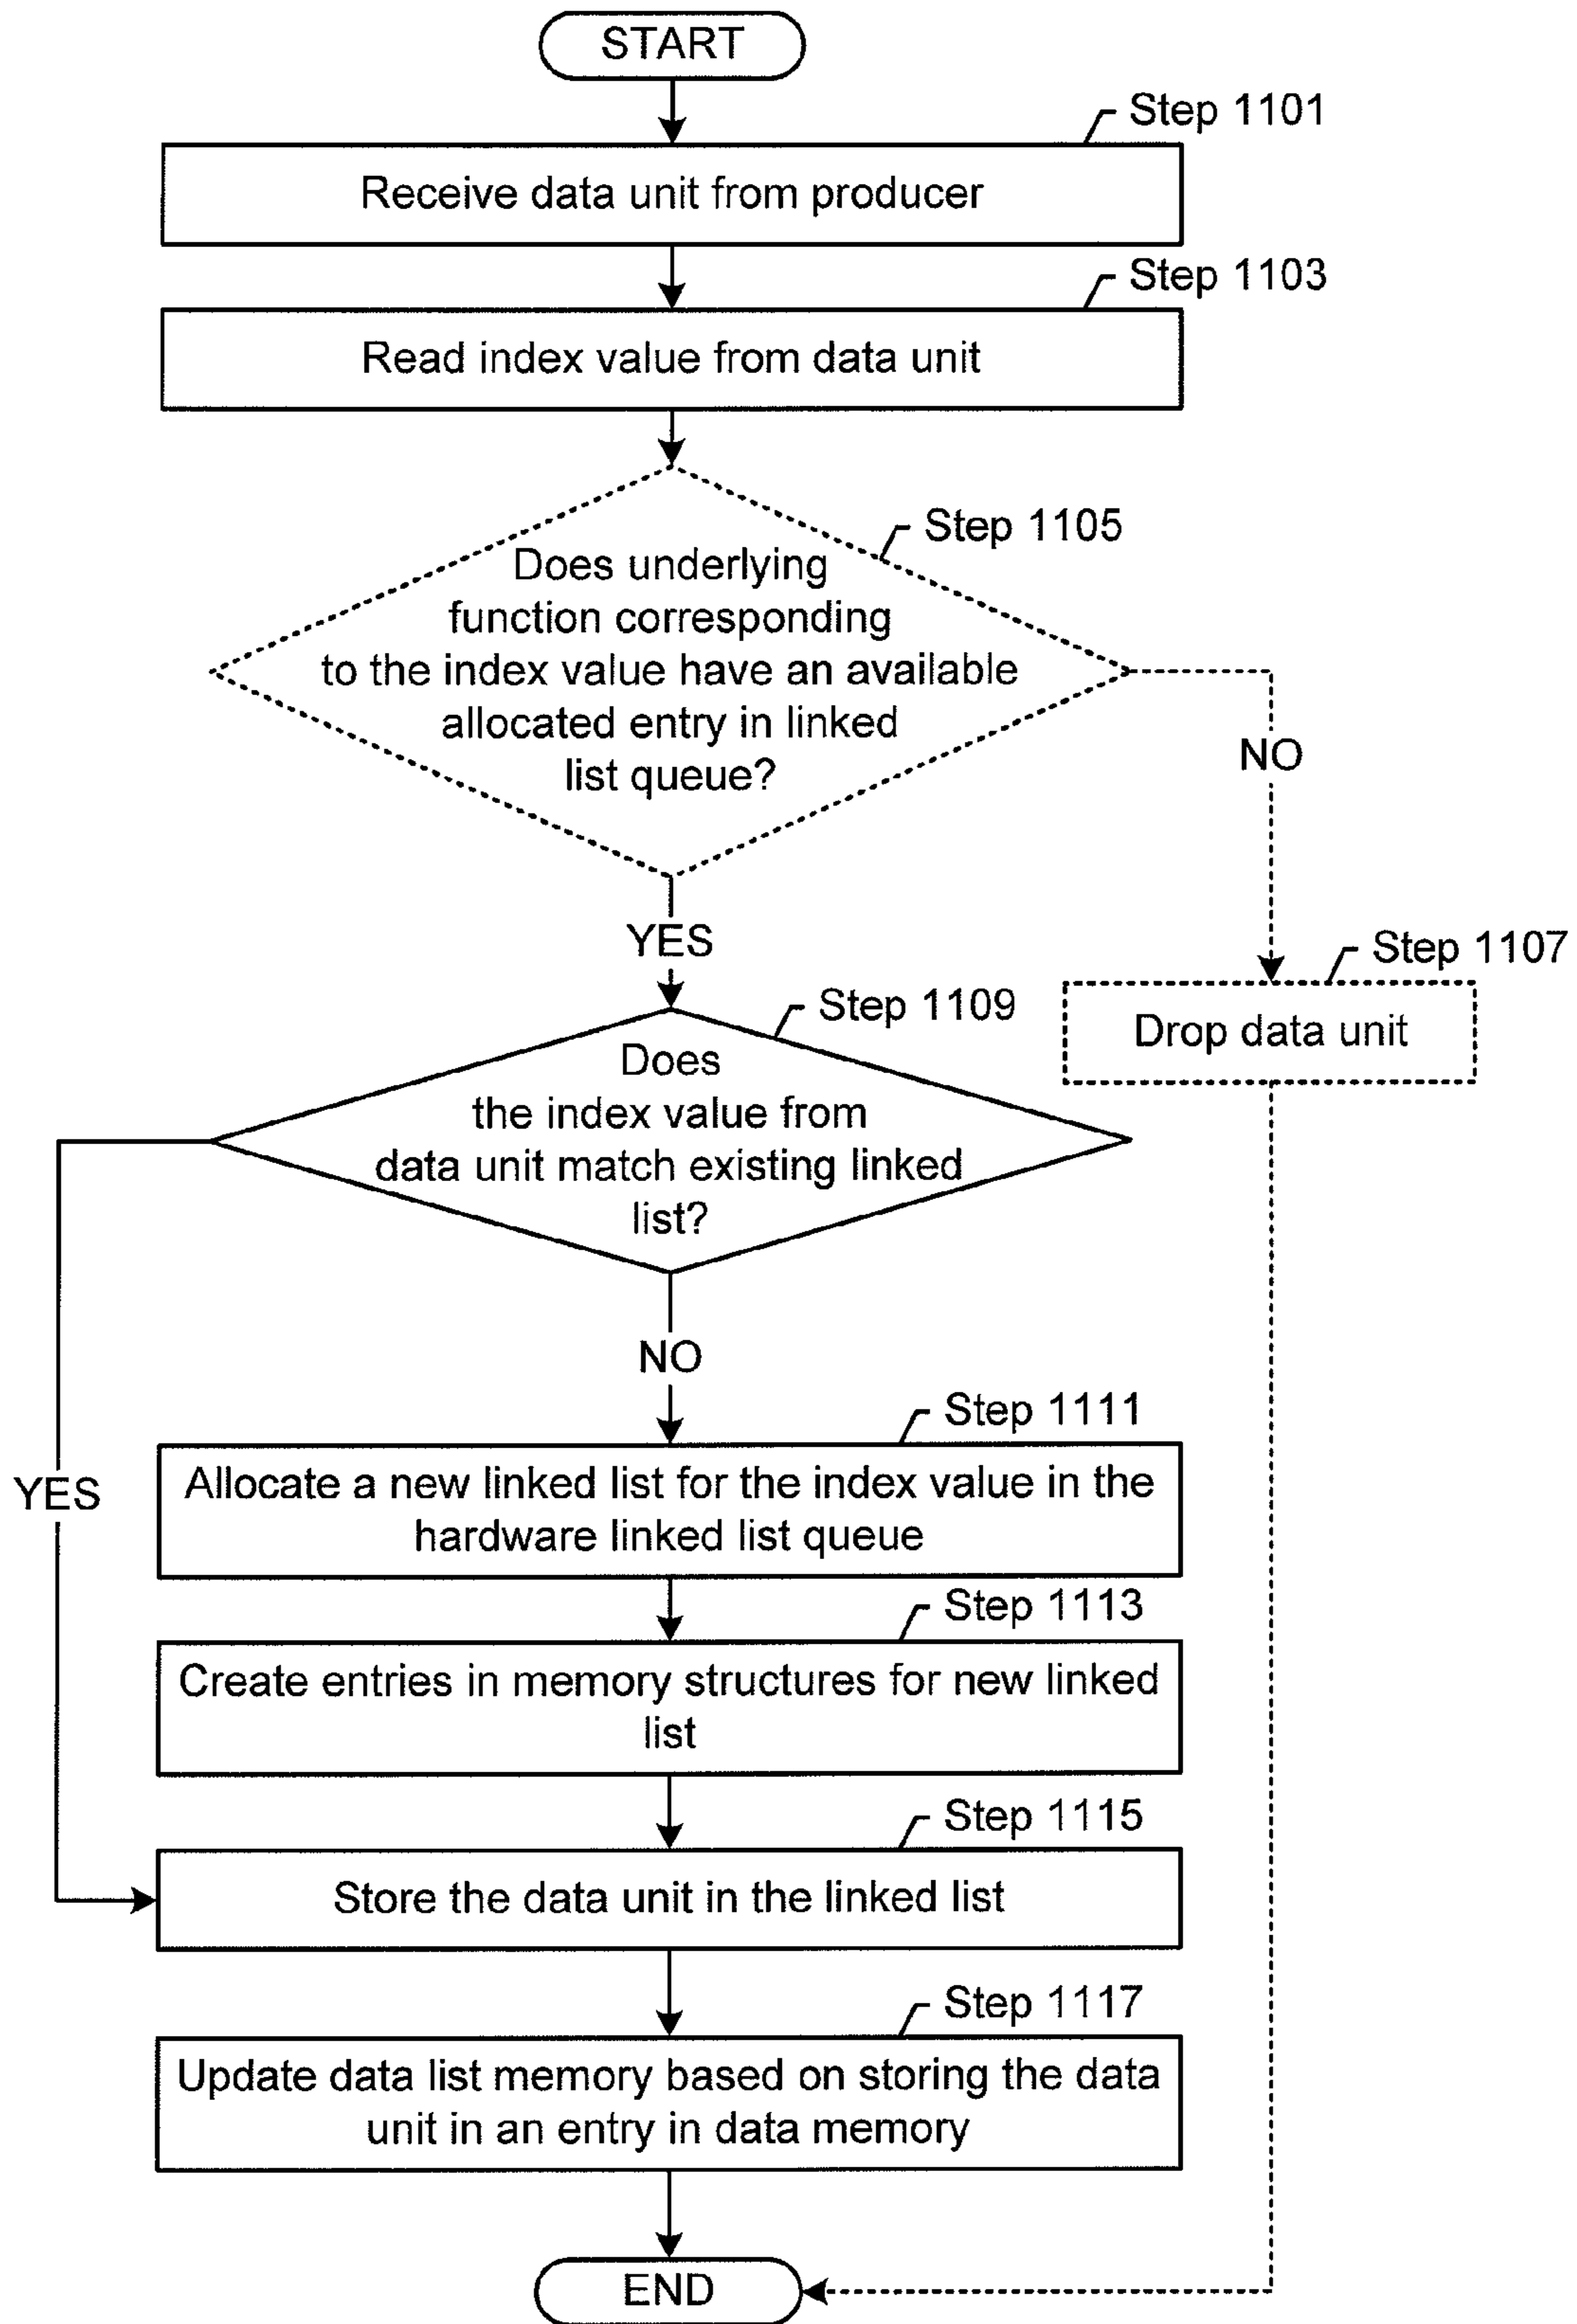 START
Step 1101
Receive data unit from producer
Step 1103
Read index value from data unit
Step 1105
Does underlying
function corresponding
to the index value have an available
allocated entry in linked
list queue?
NO
YES
Step 1107
Drop data unit
Step 1109
Does
the index value from
data unit match existing linked
list?
NO
YES
Step 1111
Allocate a new linked list for the index value in the
hardware linked list queue
Step 1113
Create entries in memory structures for new linked
list
Step 1115
Store the data unit in the linked list
Step 1117
Update data list memory based on storing the data
unit in an entry in data memory
END